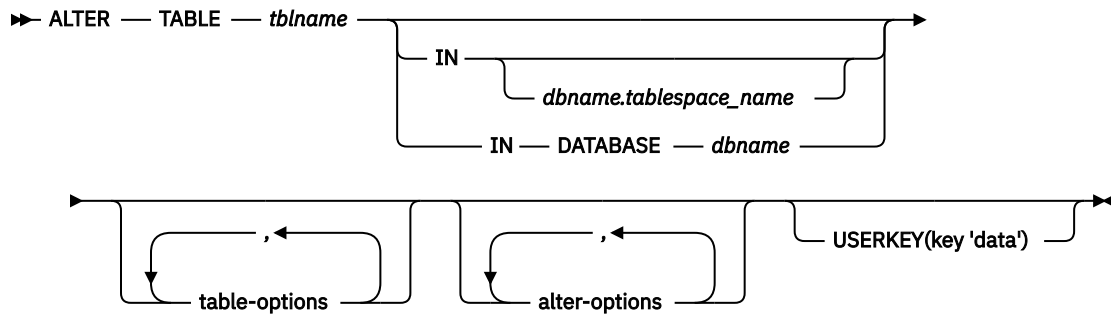 ALTER TABLE tblname
IN
dbname.tablespace_name
IN DATABASE dbname
, ,
USERKEY(key 'data')
table-options alter-options